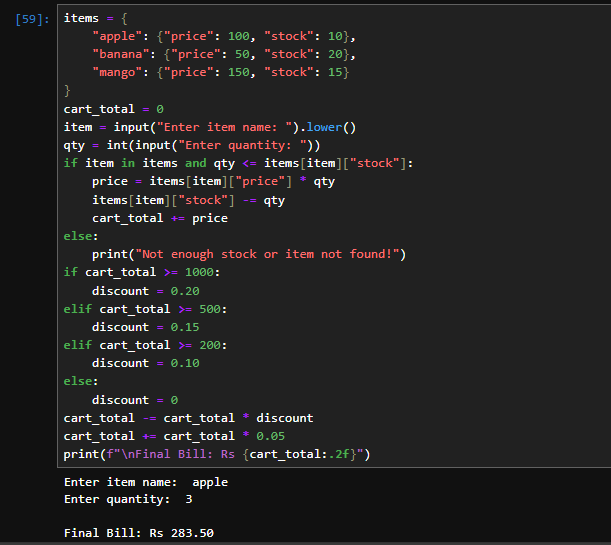 [59]:
items = {
    "apple": {"price": 100, "stock": 10},
    "banana": {"price": 50, "stock": 20},
    "mango": {"price": 150, "stock": 15}
}
cart_total = 0
item = input("Enter item name: ").lower()
qty = int(input("Enter quantity: "))
if item in items and qty <= items[item]["stock"]:
    price = items[item]["price"] * qty
    items[item]["stock"] -= qty
    cart_total += price
else:
    print("Not enough stock or item not found!")
if cart_total >= 1000:
    discount = 0.20
elif cart_total >= 500:
    discount = 0.15
elif cart_total >= 200:
    discount = 0.10
else:
    discount = 0
cart_total -= cart_total * discount
cart_total += cart_total * 0.05
print(f"\nFinal Bill: Rs {cart_total:.2f}")
Enter item name:  apple
Enter quantity:  3
Final Bill: Rs 283.50